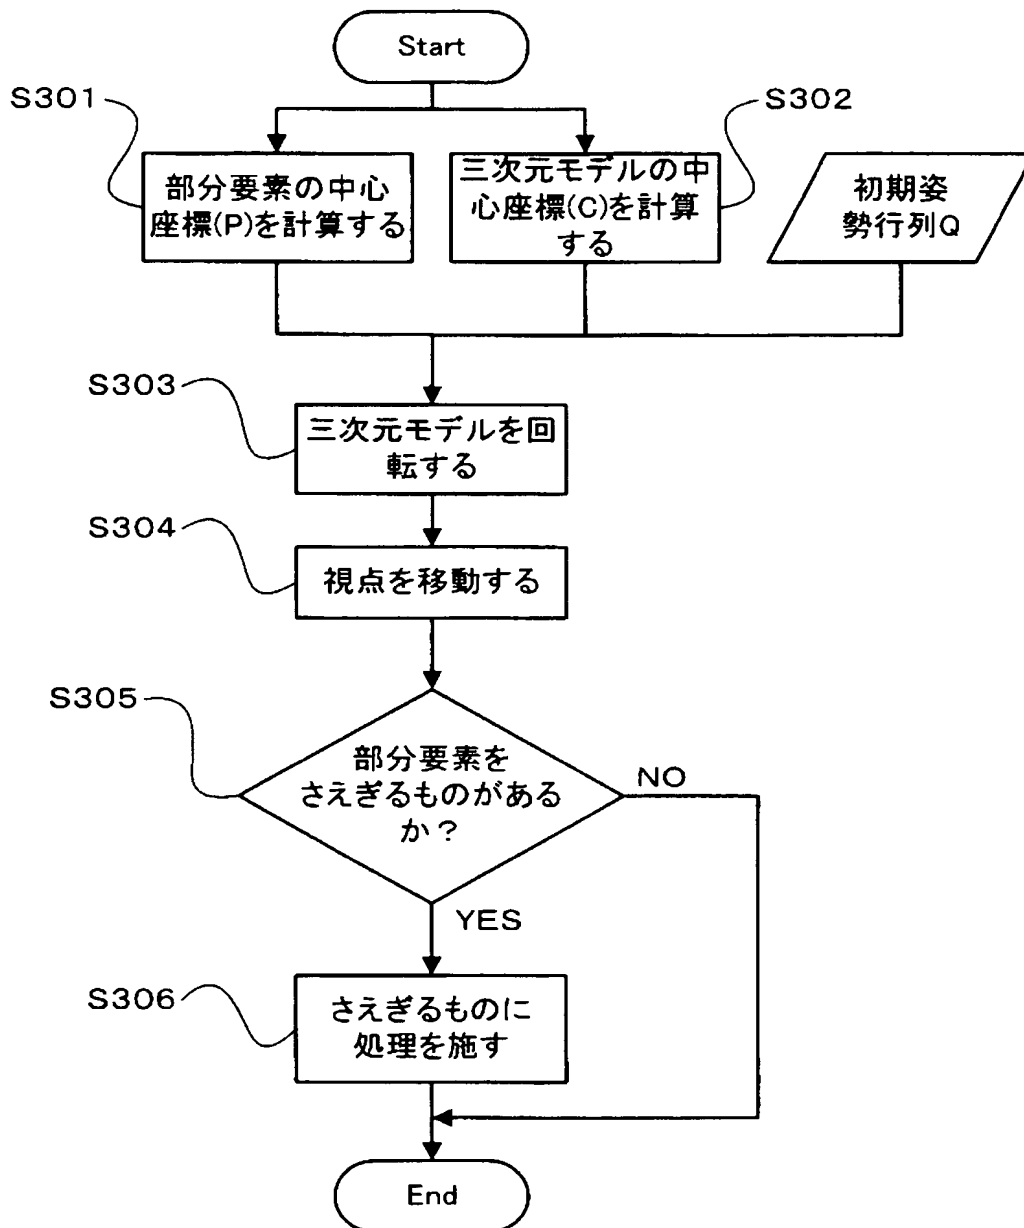 Start
S301
S302
部分要素の中心
座標(P)を計算する
三次元モデルの中
心座標(C)を計算
する
初期姿
勢行列Q
S303
三次元モデルを回
転する
S304
視点を移動する
S305
部分要素を
さえぎるものがある
か？
NO
YES
S306
さえぎるものに
処理を施す
End